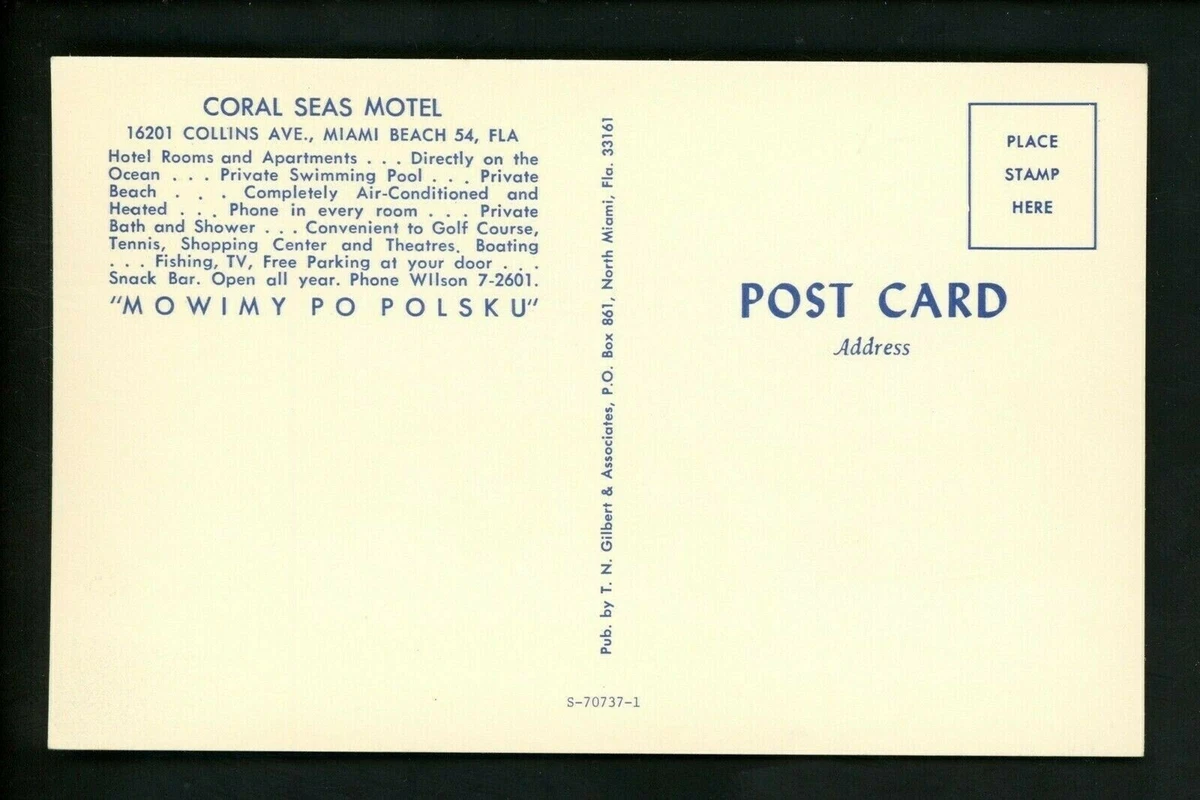 CORAL SEAS MOTEL
16201 COLLINS AVE., MIAMI BEACH 54, FLA
Hotel Rooms and Apartments . . . Directly on the
Ocean . . . Private Swimming Pool . . . Private
Beach . . . Completely Air-Conditioned and
Heated . . . Phone in every room . . . Private
Bath and Shower . . . Convenient to Golf Course,
Tennis, Shopping Center and Theatres. Boating
. . . Fishing, TV, Free Parking at your door . . .
Snack Bar. Open all year. Phone WIlson 7-2601.
"MOWIMY PO POLSKU"
Pub. by T. N. Gilbert & Associates, P.O. Box 861, North Miami, Fla. 33161
S-70737-1
PLACE
STAMP
HERE
POST CARD
Address